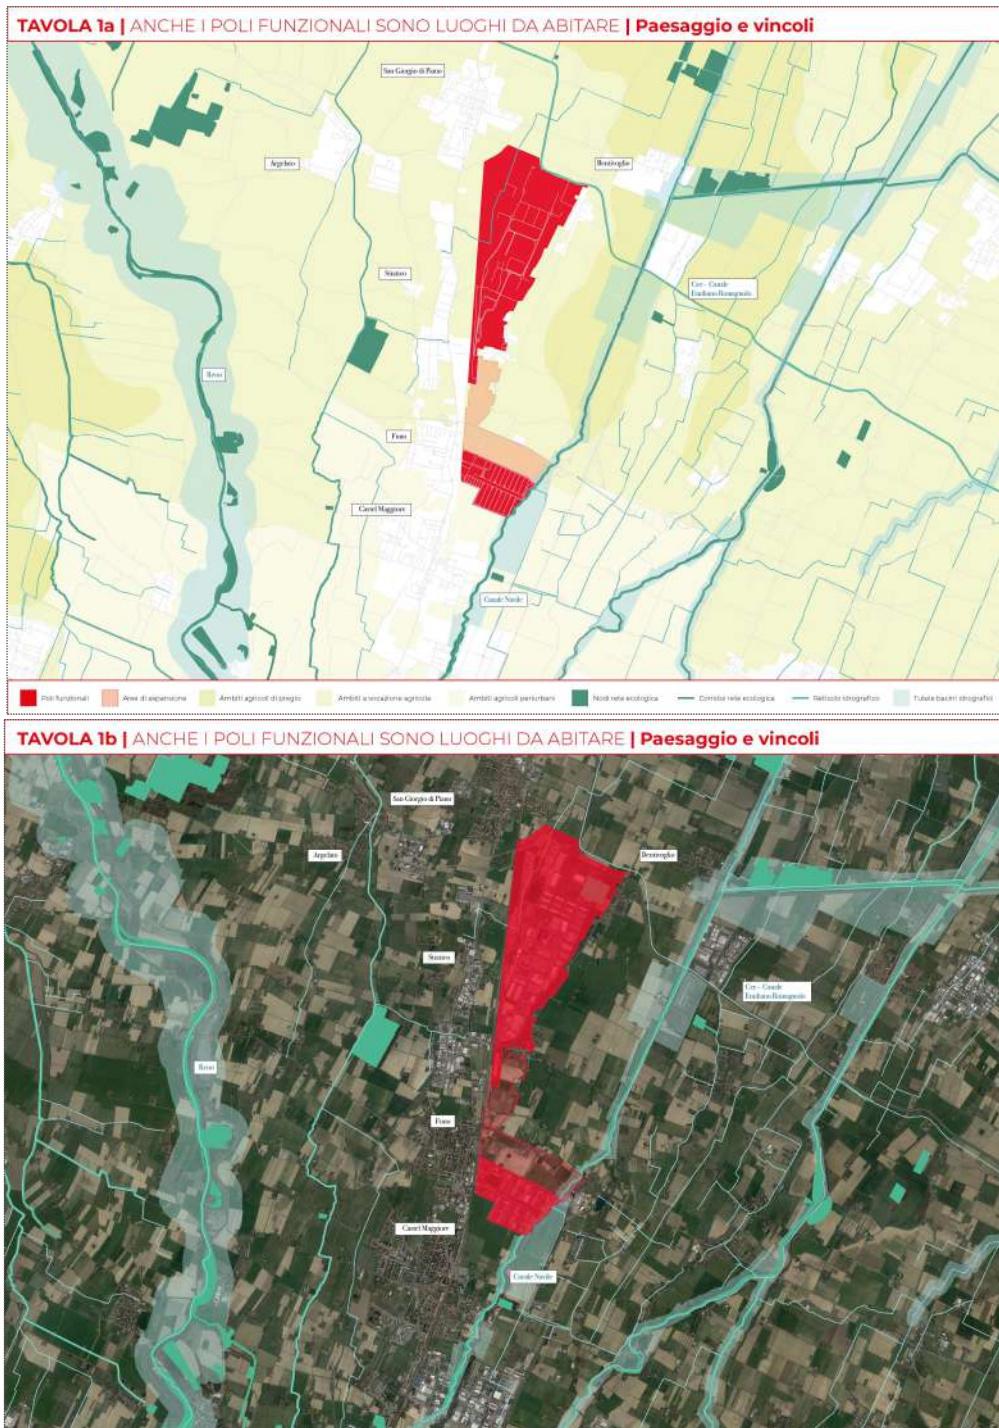 TAVOLA 1a | ANCHE I POLI FUNZIONALI SONO LUOGHI DA ABITARE | Paesaggio e vincoli
San Giorgio di Piano
Argelato
Bentivoglio
Stiatico
Cer - Canale
Emiliano Romagnolo
Reno
Funo
Castel Maggiore
Canale Navile
Poli funzionali
Aree di espansione
Ambiti agricoli di pregio
Ambiti a vocazione agricola
Ambiti agricoli periurbani
Nodi rete ecologica
Corridoi rete ecologica
Reticolo idrografico
Tutela bacini idrografici
TAVOLA 1b | ANCHE I POLI FUNZIONALI SONO LUOGHI DA ABITARE | Paesaggio e vincoli
San Giorgio di Piano
Argelato
Bentivoglio
Stiatico
Cer - Canale
Emiliano Romagnolo
Reno
Funo
Castel Maggiore
Canale Navile